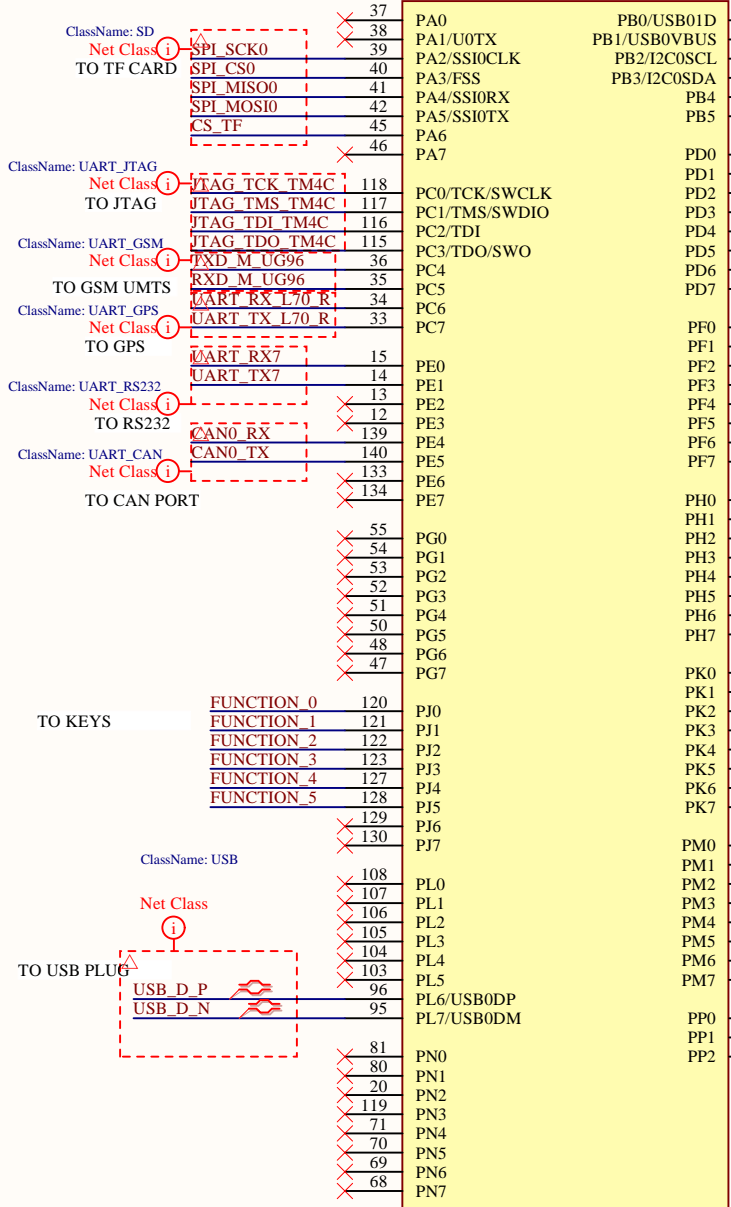 37 PA0 PB0/USB01D
ClassName: SD 38 PA1/U0TX PB1/USB0VBUS
Net Class i SPI_SCK0 39 PA2/SSI0CLK PB2/I2C0SCL
TO TF CARD SPI_CS0 40 PA3/FSS PB3/I2C0SDA
SPI_MISO0 41 PA4/SSI0RX PB4
SPI_MOSI0 42 PA5/SSI0TX PB5
CS_TF 45 PA6
46 PA7 PD0
ClassName: UART_JTAG PD1
Net Class i JTAG_TCK_TM4C 118 PC0/TCK/SWCLK PD2
TO JTAG JTAG_TMS_TM4C 117 PC1/TMS/SWDIO PD3
JTAG_TDI_TM4C 116 PC2/TDI PD4
ClassName: UART_GSM JTAG_TDO_TM4C 115 PC3/TDO/SWO PD5
Net Class i TXD_M_UG96 36 PC4 PD6
TO GSM UMTS RXD_M_UG96 35 PC5 PD7
ClassName: UART_GPS UART_RX_L70_R 34 PC6
Net Class i UART_TX_L70_R 33 PC7 PF0
TO GPS PF1
UART_RX7 15 PE0 PF2
ClassName: UART_RS232 UART_TX7 14 PE1 PF3
Net Class i 13 PE2 PF4
TO RS232 12 PE3 PF5
CAN0_RX 139 PE4 PF6
ClassName: UART_CAN CAN0_TX 140 PE5 PF7
Net Class i 133 PE6
TO CAN PORT 134 PE7 PH0
PH1
55 PG0 PH2
54 PG1 PH3
53 PG2 PH4
52 PG3 PH5
51 PG4 PH6
50 PG5 PH7
48 PG6
47 PG7 PK0
PK1
FUNCTION_0 120 PJ0 PK2
TO KEYS FUNCTION_1 121 PJ1 PK3
FUNCTION_2 122 PJ2 PK4
FUNCTION_3 123 PJ3 PK5
FUNCTION_4 127 PJ4 PK6
FUNCTION_5 128 PJ5 PK7
129 PJ6
130 PJ7 PM0
ClassName: USB PM1
108 PL0 PM2
Net Class 107 PL1 PM3
i 106 PL2 PM4
105 PL3 PM5
104 PL4 PM6
TO USB PLUG 103 PL5 PM7
USB_D_P 96 PL6/USB0DP
USB_D_N 95 PL7/USB0DM PP0
PP1
81 PN0 PP2
80 PN1
20 PN2
119 PN3
71 PN4
70 PN5
69 PN6
68 PN7